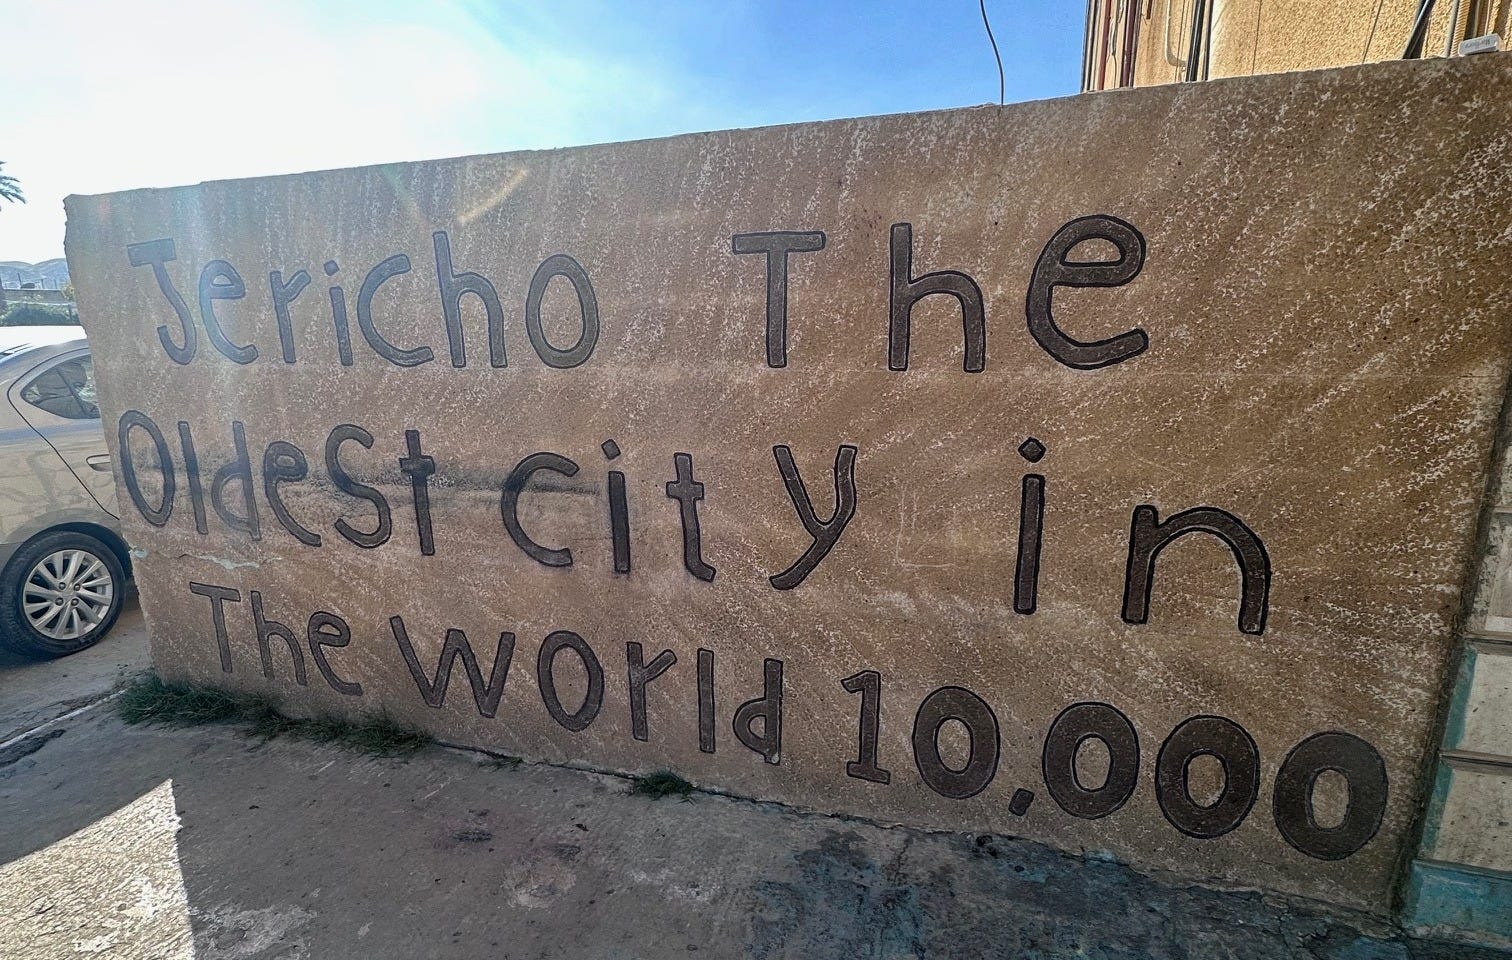 Jericho The
Oldest city in
The world 10,000